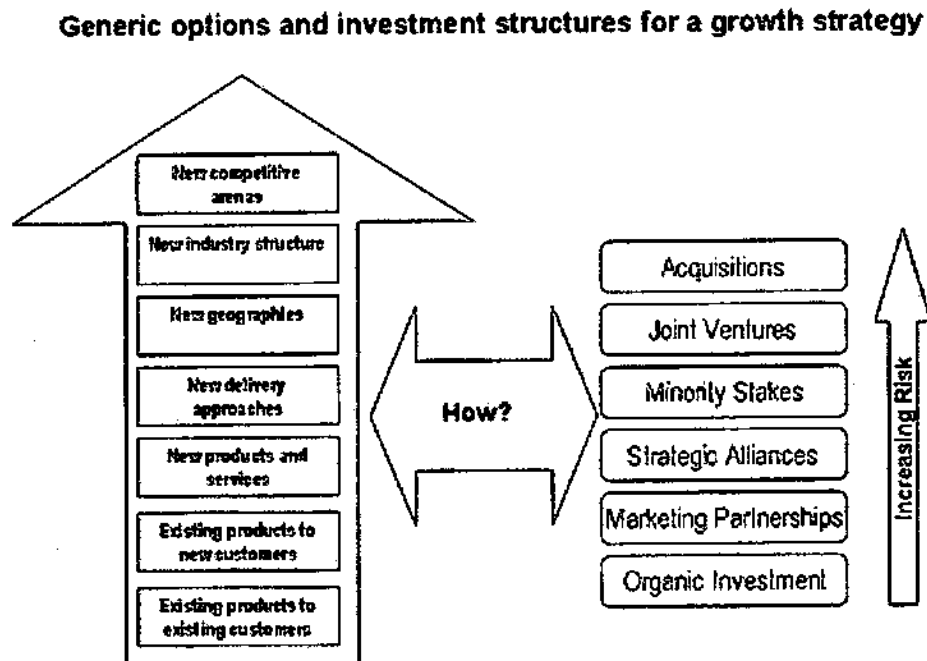 Generic options and investment structures for a growth strategy
New competitive
arenas
New industry structure
New geographies
New delivery
approaches
New products and
services
Existing products to
new customers
Existing products to
existing customers
How?
Acquisitions
Joint Ventures
Minority Stakes
Strategic Alliances
Marketing Partnerships
Organic Investment
Increasing Risk